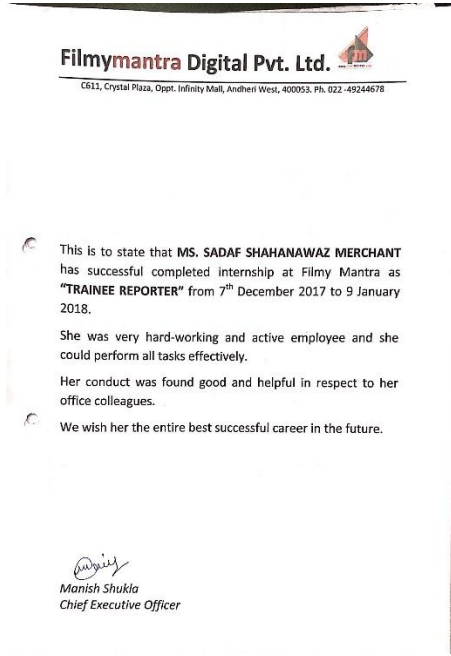 Filmymantra Digital Pvt. Ltd.
fm
C611, Crystal Plaza, Oppt. Infinity Mall, Andheri West, 400053. Ph. 022 -49244678
This is to state that MS. SADAF SHAHANAWAZ MERCHANT
has successful completed internship at Filmy Mantra as
“TRAINEE REPORTER” from 7th December 2017 to 9 January
2018.
She was very hard-working and active employee and she
could perform all tasks effectively.
Her conduct was found good and helpful in respect to her
office colleagues.
We wish her the entire best successful career in the future.
Manish Shukla
Chief Executive Officer